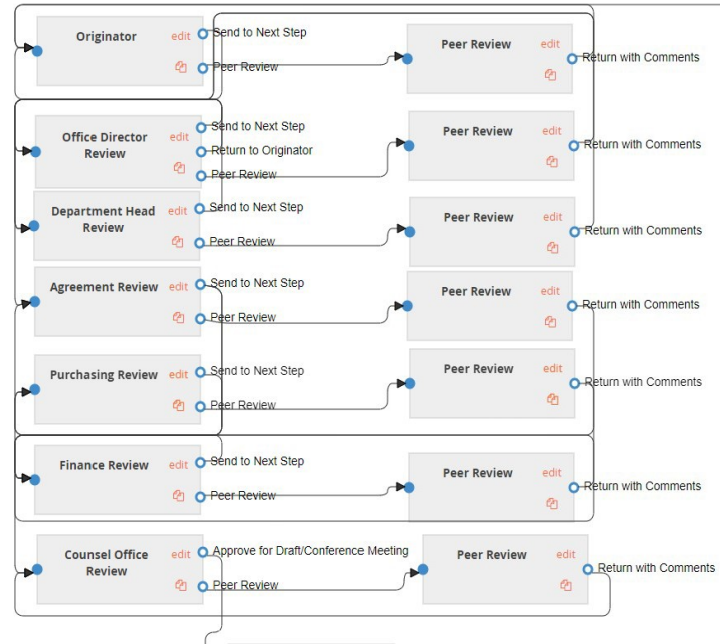 Originator edit Send to Next Step
Peer Review
Peer Review edit
Return with Comments
Office Director
Review
edit Send to Next Step
Return to Originator
Peer Review
Peer Review edit
Return with Comments
Department Head
Review
edit Send to Next Step
Peer Review
Peer Review edit
Return with Comments
Agreement Review edit Send to Next Step
Peer Review
Peer Review edit
Return with Comments
Purchasing Review edit Send to Next Step
Peer Review
Peer Review edit
Return with Comments
Finance Review edit Send to Next Step
Peer Review
Peer Review edit
Return with Comments
Counsel Office
Review
edit Approve for Draft/Conference Meeting
Peer Review
Peer Review edit
Return with Comments